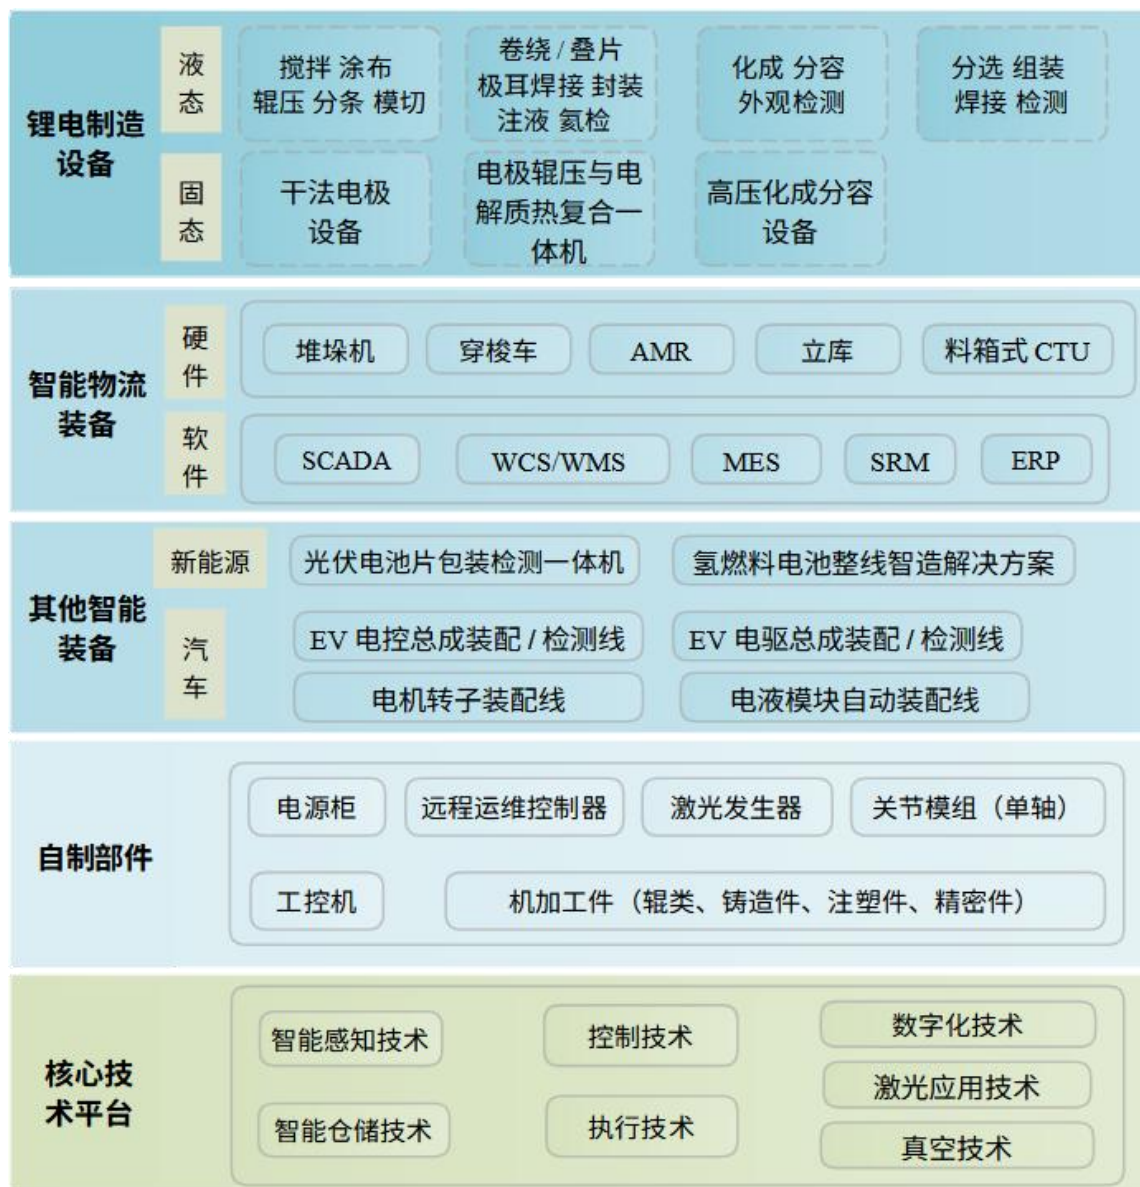 锂电制造
设备
液
态
搅拌 涂布
辊压 分条 模切
卷绕 / 叠片
极耳焊接 封装
注液 氦检
化成 分容
外观检测
分选 组装
焊接 检测
固
态
干法电极
设备
电极辊压与电
解质热复合一
体机
高压化成分容
设备
智能物流
装备
硬
件
堆垛机
穿梭车
AMR
立库
料箱式 CTU
软
件
SCADA
WCS/WMS
MES
SRM
ERP
其他智能
装备
新能源
光伏电池片包装检测一体机
氢燃料电池整线智造解决方案
汽
车
EV 电控总成装配 / 检测线
EV 电驱总成装配 / 检测线
电机转子装配线
电液模块自动装配线
自制部件
电源柜
远程运维控制器
激光发生器
关节模组（单轴）
工控机
机加工件（辊类、铸造件、注塑件、精密件）
核心技
术平台
智能感知技术
控制技术
数字化技术
激光应用技术
智能仓储技术
执行技术
真空技术